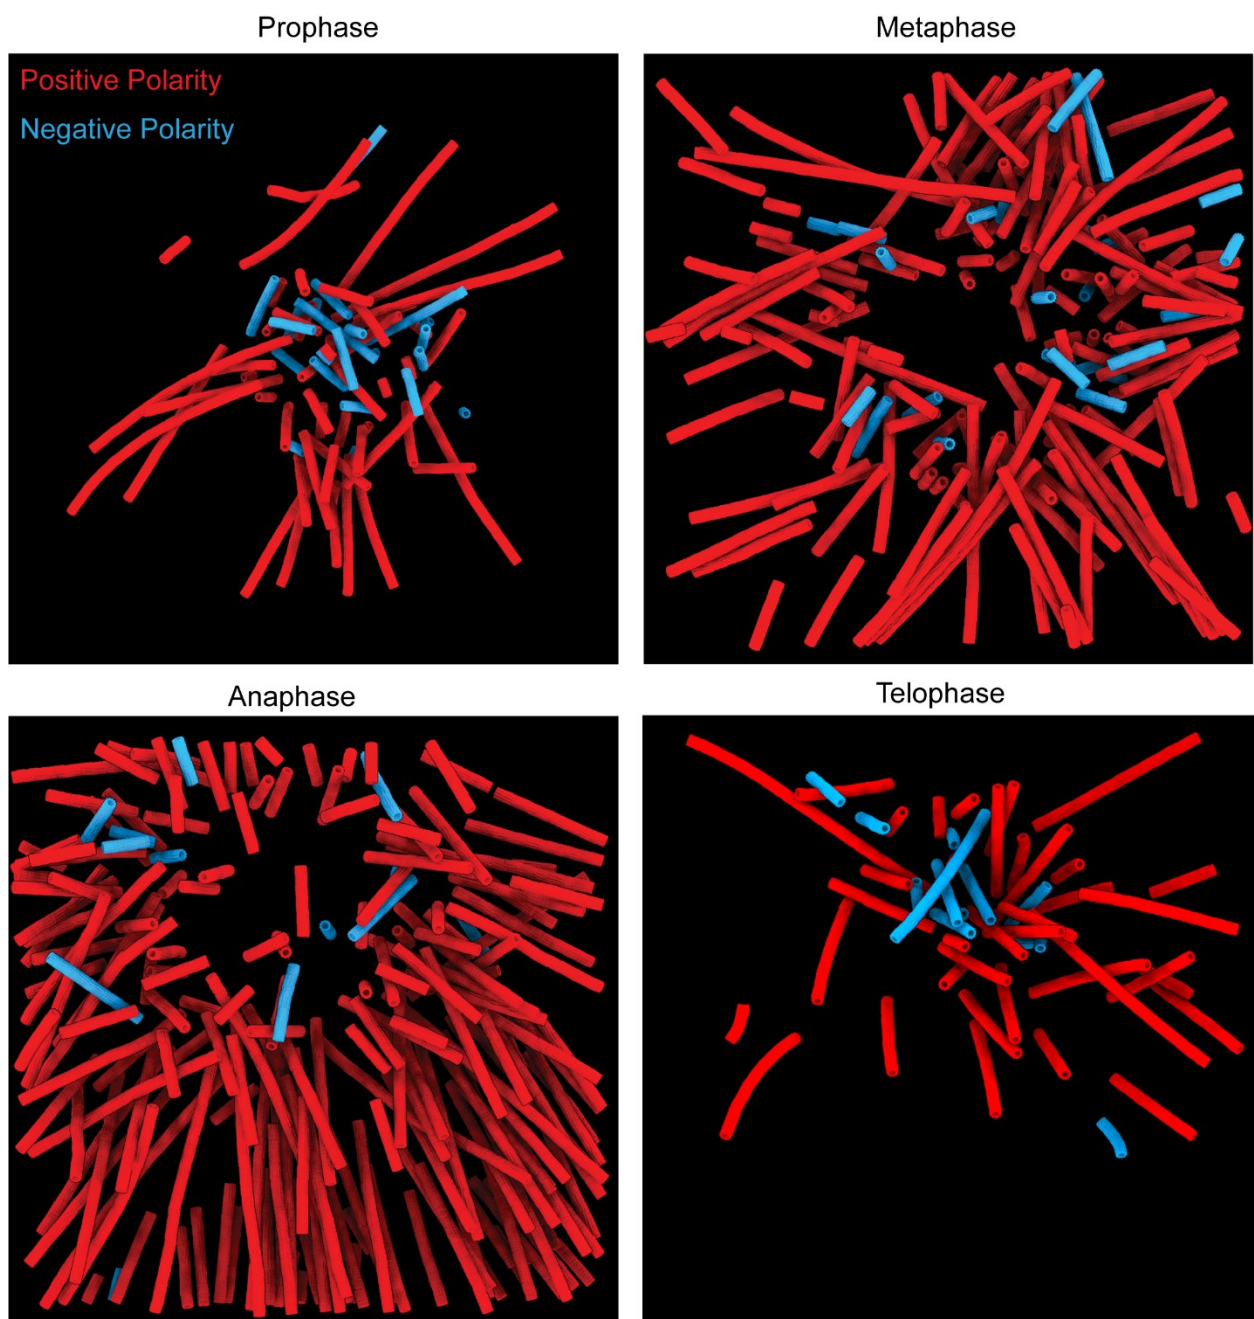 Prophase
Metaphase
Positive Polarity
Negative Polarity
Anaphase
Telophase